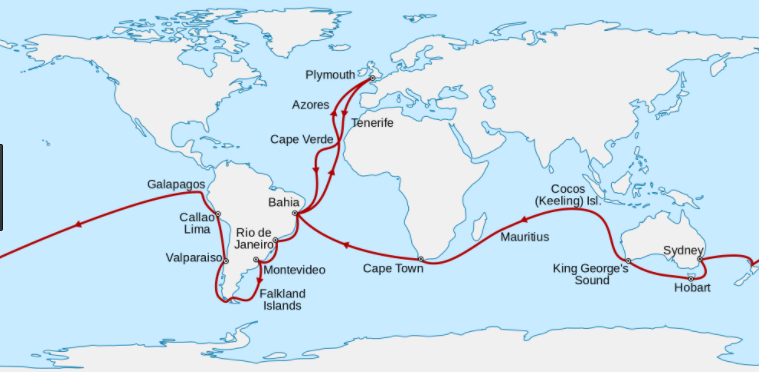 Plymouth
Azores
Tenerife
Cape Verde
Galapagos
Bahia
Callao
Lima
Rio de
Janeiro
Valparaiso
Montevideo
Falkland
Islands
Cape Town
Mauritius
Cocos
(Keeling) Isl.
King George's
Sound
Sydney
Hobart